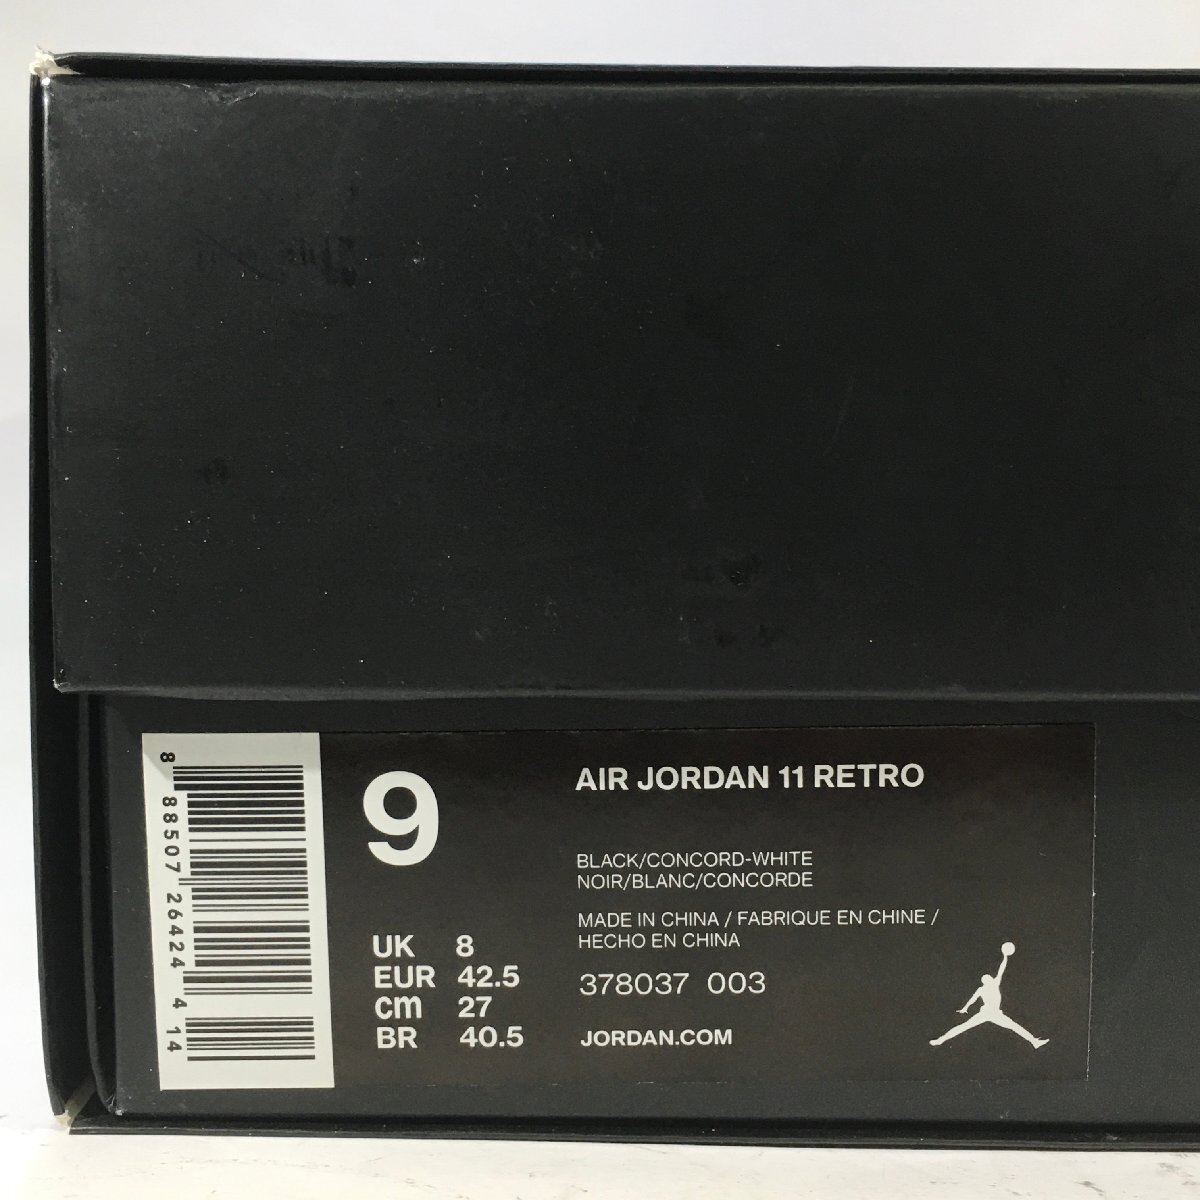 8 88507 26424 4 14
9
UK 8
EUR 42.5
cm 27
BR 40.5
AIR JORDAN 11 RETRO
BLACK/CONCORD-WHITE
NOIR/BLANC/CONCORDE
MADE IN CHINA / FABRIQUE EN CHINE /
HECHO EN CHINA
378037 003
JORDAN.COM